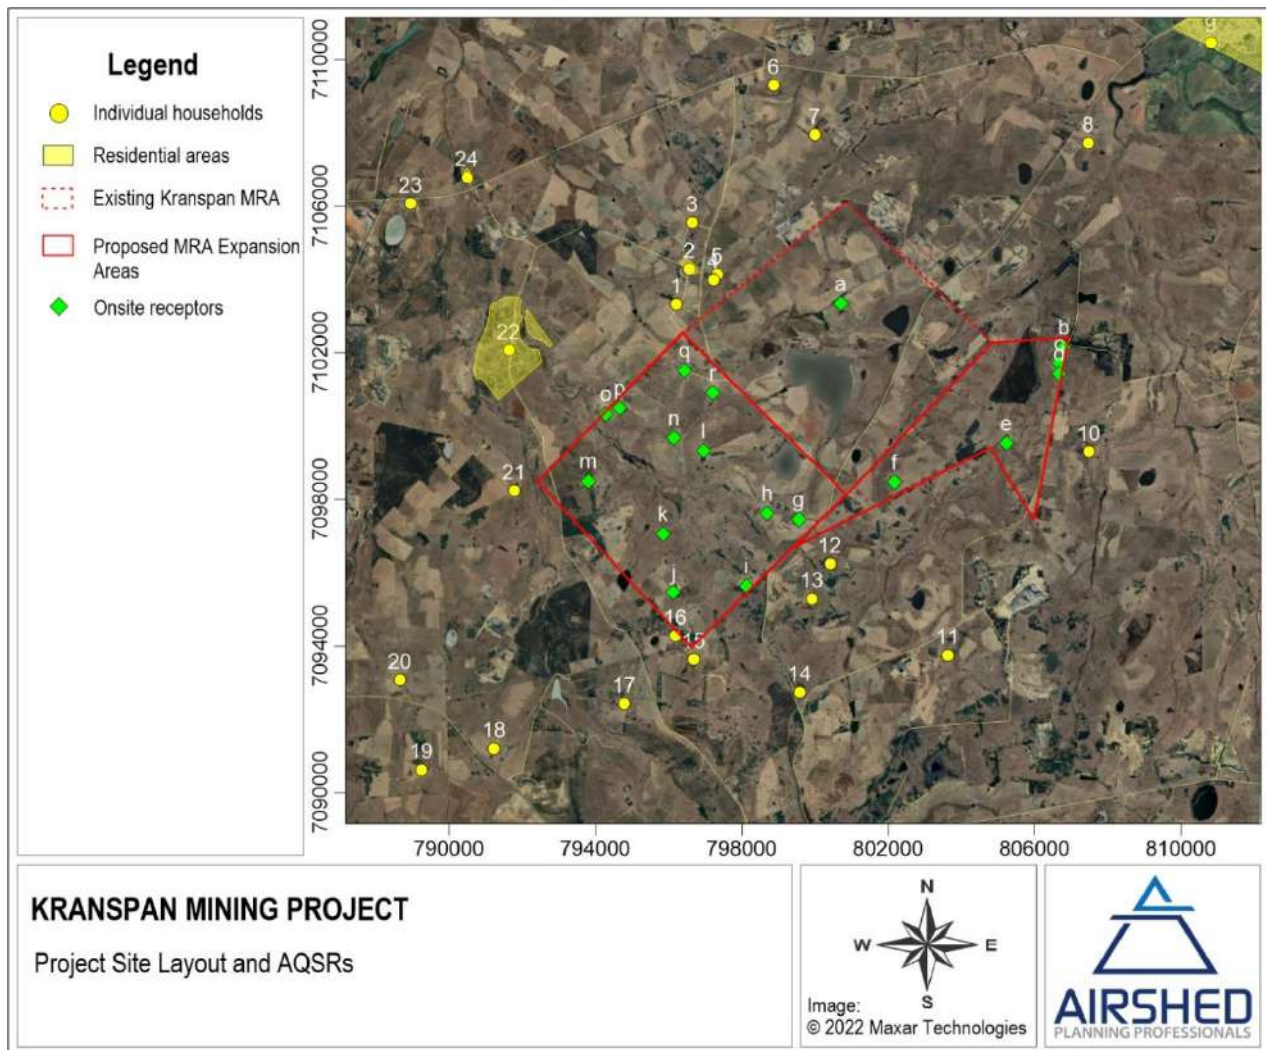 Legend
Individual households
Residential areas
Existing Kranspan MRA
Proposed MRA Expansion
Areas
Onsite receptors
7110000
7106000
7102000
7098000
7094000
7090000
790000
794000
798000
802000
806000
810000
9
6
7
8
24
23
3
2
5
4
1
a
22
b
c
d
q
r
o
p
n
l
e
10
21
m
f
h
g
k
12
13
j
i
16
15
11
20
17
14
18
19
KRANSPAN MINING PROJECT
Project Site Layout and AQSRs
N
W
E
S
Image:
© 2022 Maxar Technologies
AIRSHED
PLANNING PROFESSIONALS